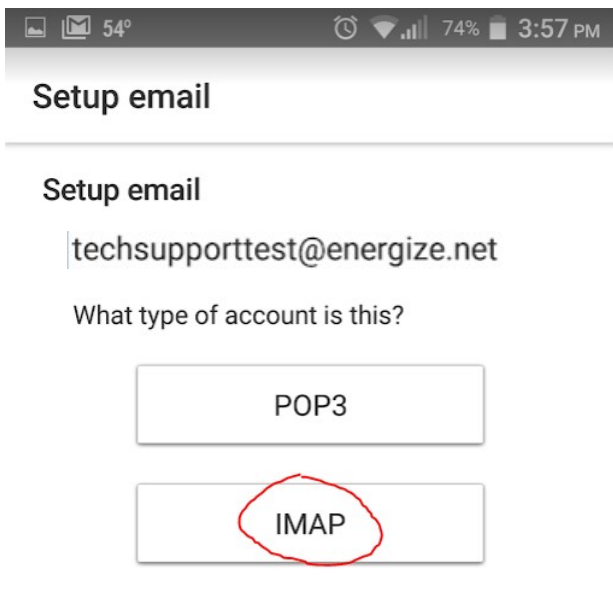 54° 74% 3:57 PM
Setup email
Setup email
techsupporttest@energize.net
What type of account is this?
POP3
IMAP